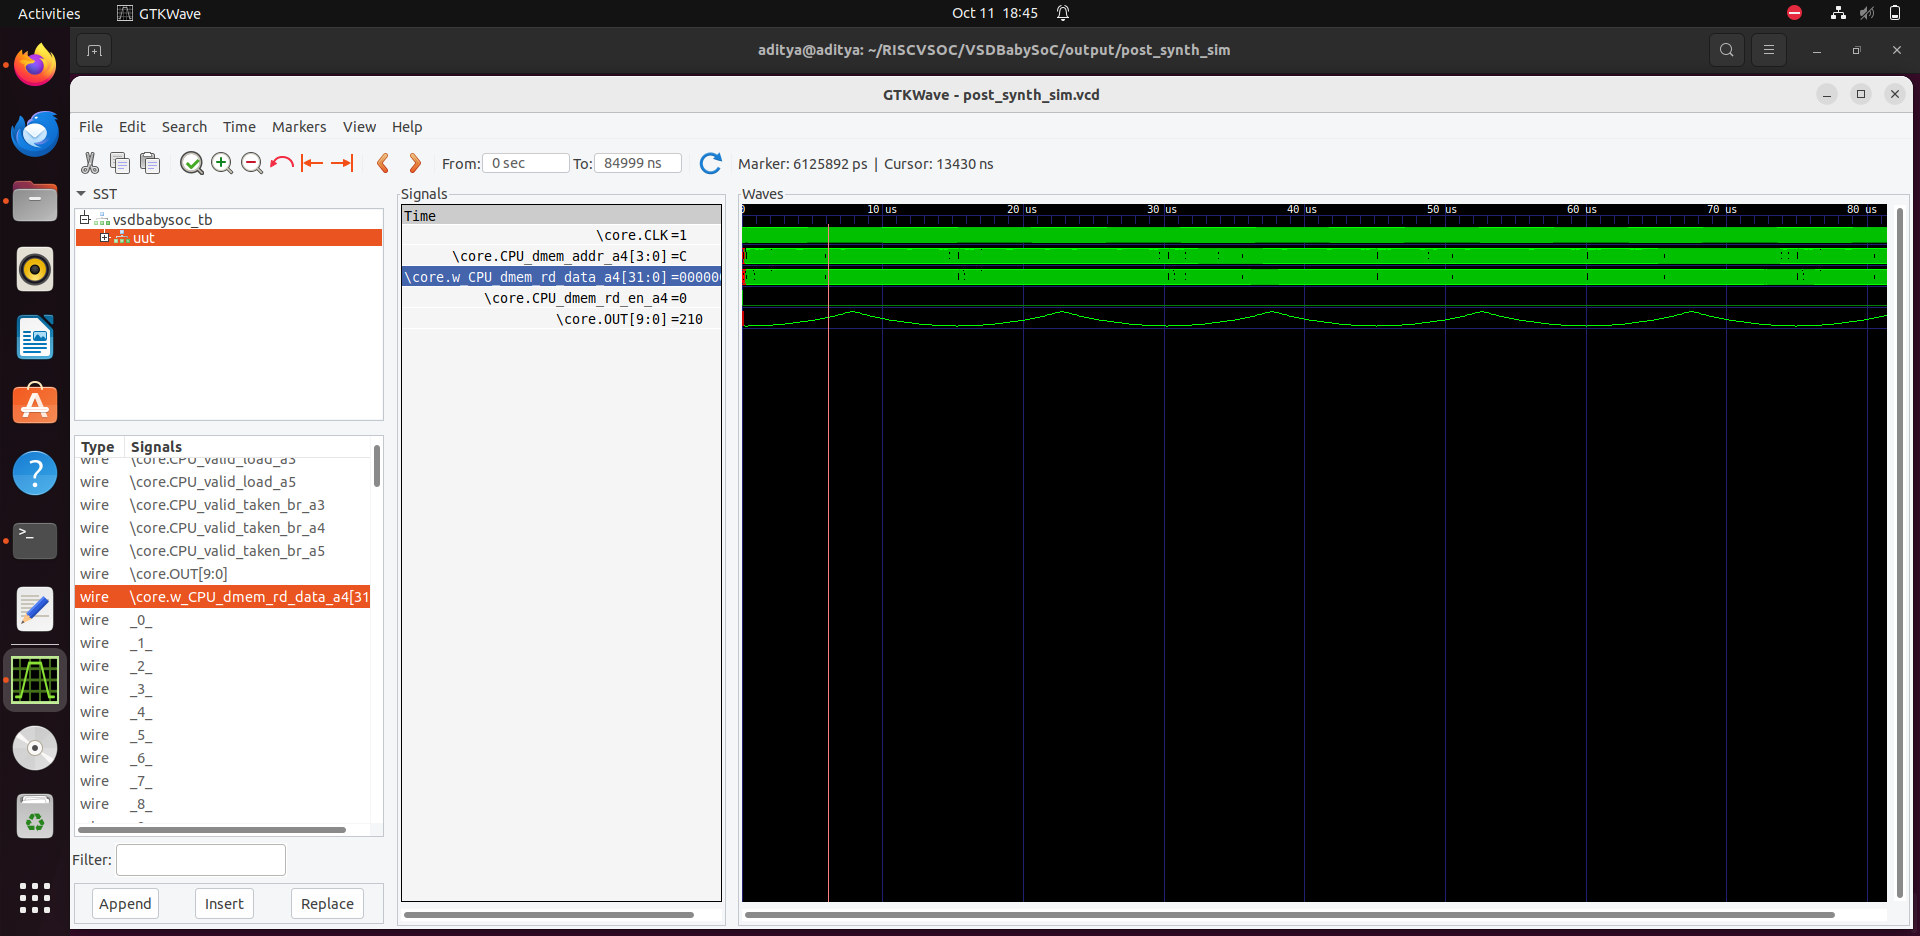 Activities
GTKWave
Oct 11 18:45
aditya@aditya: ~/RISCVSOC/VSDBabySoC/output/post_synth_sim
GTKWave - post_synth_sim.vcd
File Edit Search Time Markers View Help
From: 0 sec To: 84999 ns Marker: 6125892 ps | Cursor: 13430 ns
SST
vsdbabysoc_tb
uut
Type Signals
wire \core.CPU_valid_load_a3
wire \core.CPU_valid_load_a5
wire \core.CPU_valid_taken_br_a3
wire \core.CPU_valid_taken_br_a4
wire \core.CPU_valid_taken_br_a5
wire \core.OUT[9:0]
wire \core.w_CPU_dmem_rd_data_a4[31
wire _0_
wire _1_
wire _2_
wire _3_
wire _4_
wire _5_
wire _6_
wire _7_
wire _8_
Filter:
Append Insert Replace
Signals
Time
\core.CLK=1
\core.CPU_dmem_addr_a4[3:0]=C
\core.w_CPU_dmem_rd_data_a4[31:0]=000000
\core.CPU_dmem_rd_en_a4=0
\core.OUT[9:0]=210
Waves
0 10 us 20 us 30 us 40 us 50 us 60 us 70 us 80 us